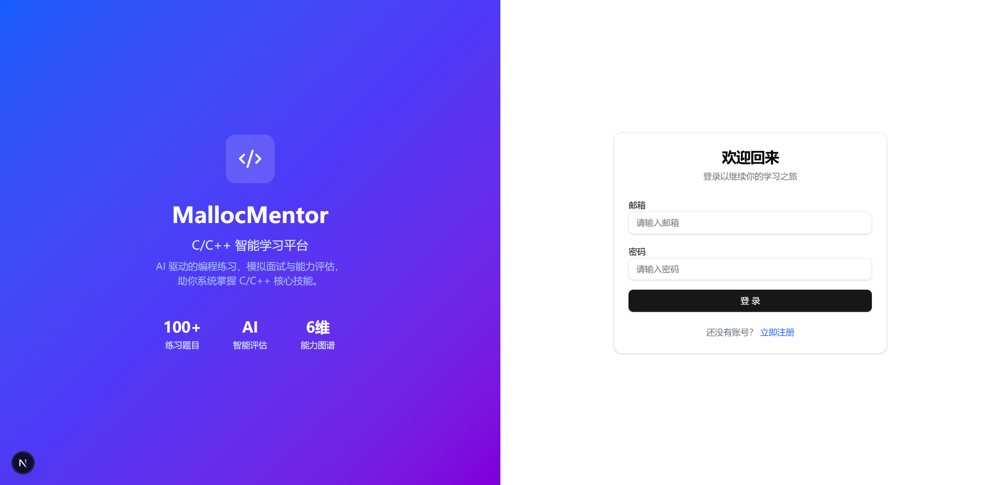 MallocMentor
C/C++ 智能学习平台
AI 驱动的编程练习、模拟面试与能力评估，
助你系统掌握 C/C++ 核心技能。
100+
练习题目
AI
智能评估
6维
能力图谱
N
欢迎回来
登录以继续你的学习之旅
邮箱
请输入邮箱
密码
请输入密码
登 录
还没有账号？ 立即注册